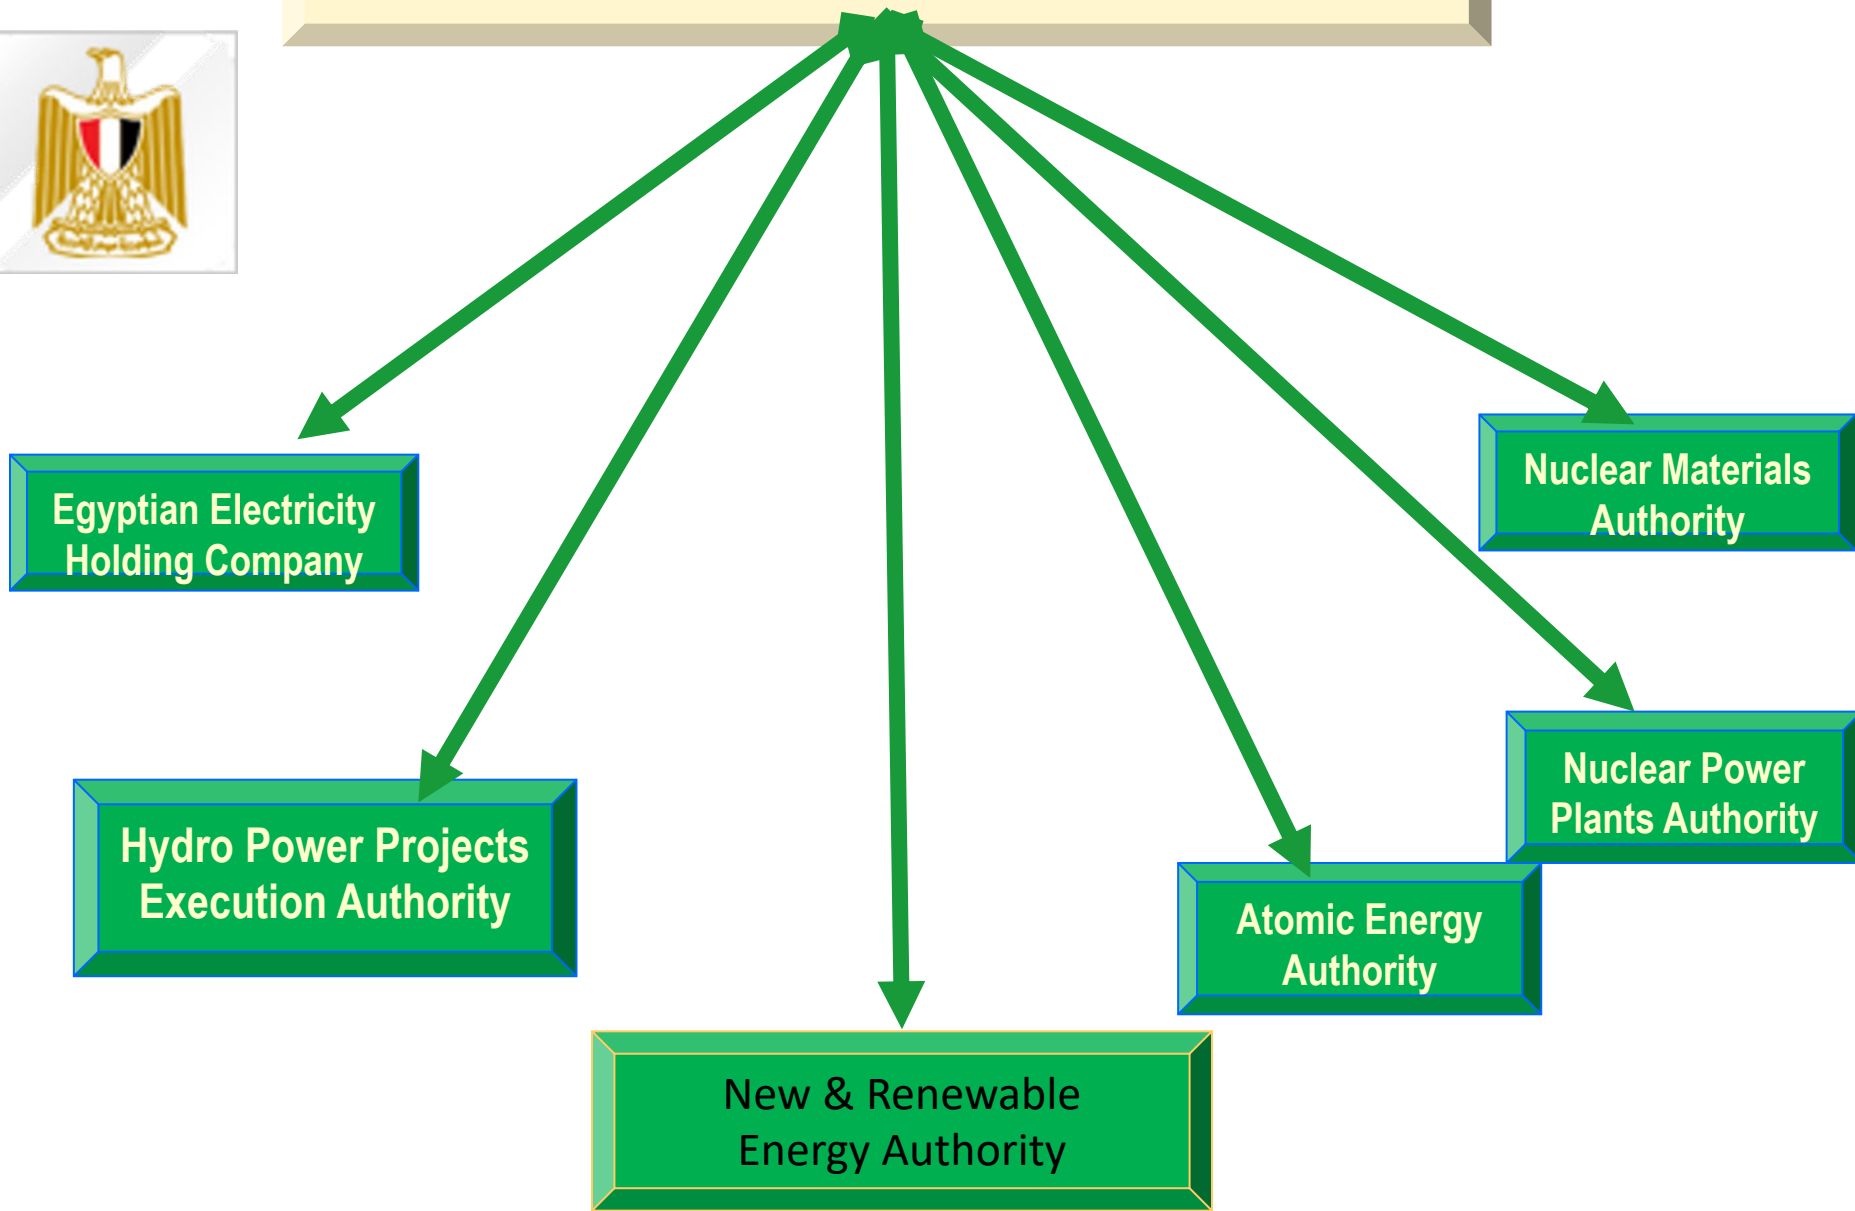 Egyptian Electricity
Holding Company
Hydro Power Projects
Execution Authority
New & Renewable
Energy Authority
Atomic Energy
Authority
Nuclear Power
Plants Authority
Nuclear Materials
Authority